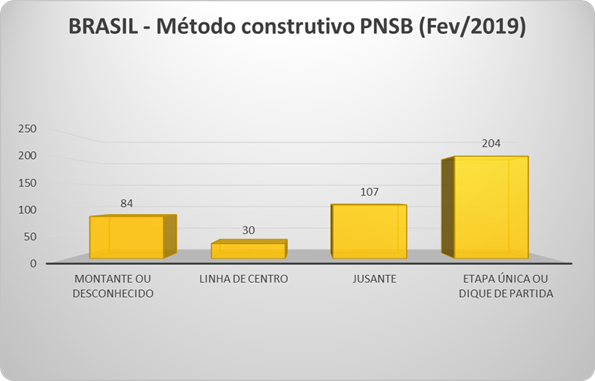 BRASIL - Método construtivo PNSB (Fev/2019)
250
200
150
100
50
0
84
30
107
204
MONTANTE OU
DESCONHECIDO
LINHA DE CENTRO
JUSANTE
ETAPA ÚNICA OU
DIQUE DE PARTIDA